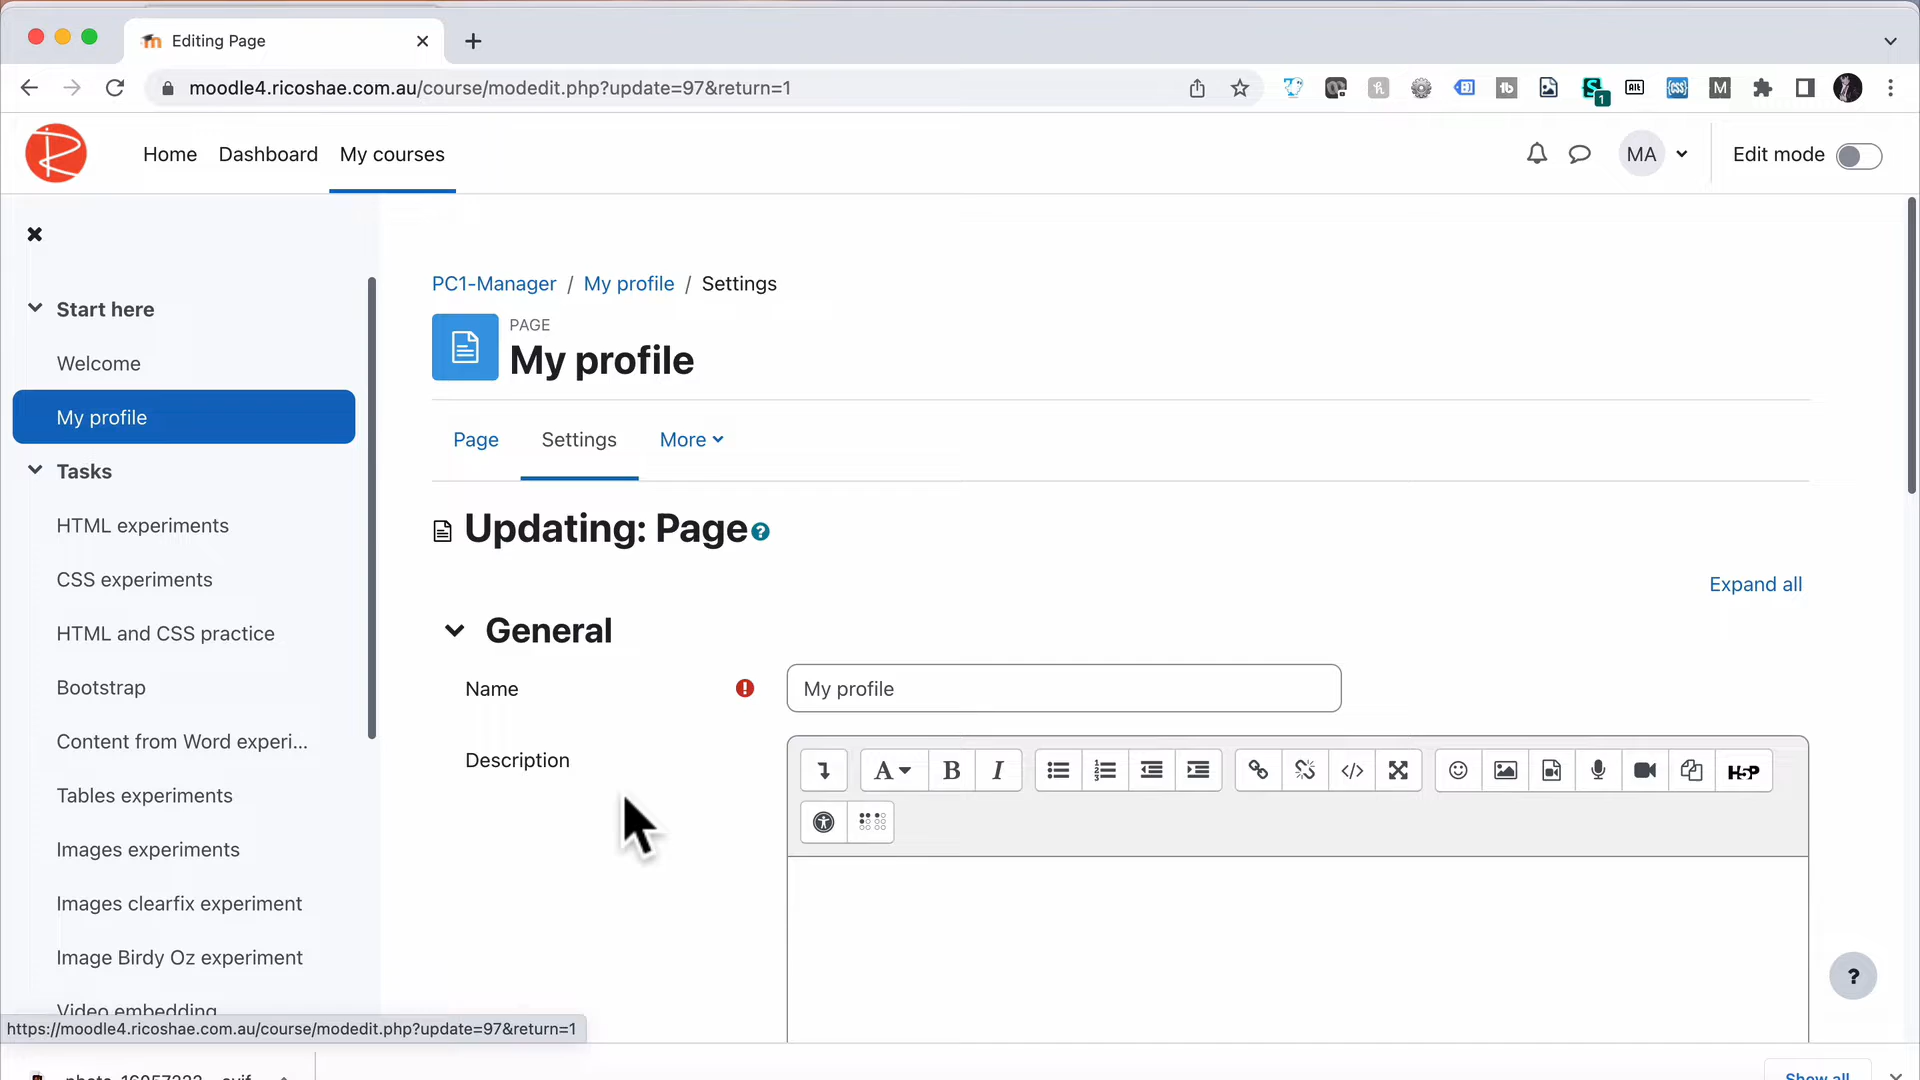 Editing Page
moodle4.ricoshae.com.au/course/modedit.php?update=97&return=1
Home Dashboard My courses
MA Edit mode
Start here
Welcome
My profile
Tasks
HTML experiments
CSS experiments
HTML and CSS practice
Bootstrap
Content from Word experi...
Tables experiments
Images experiments
Images clearfix experiment
Image Birdy Oz experiment
Video embedding
https://moodle4.ricoshae.com.au/course/modedit.php?update=97&return=1
PC1-Manager / My profile / Settings
PAGE
My profile
Page Settings More
Updating: Page
Expand all
General
Name
My profile
Description
A B I H5P
?
Show all